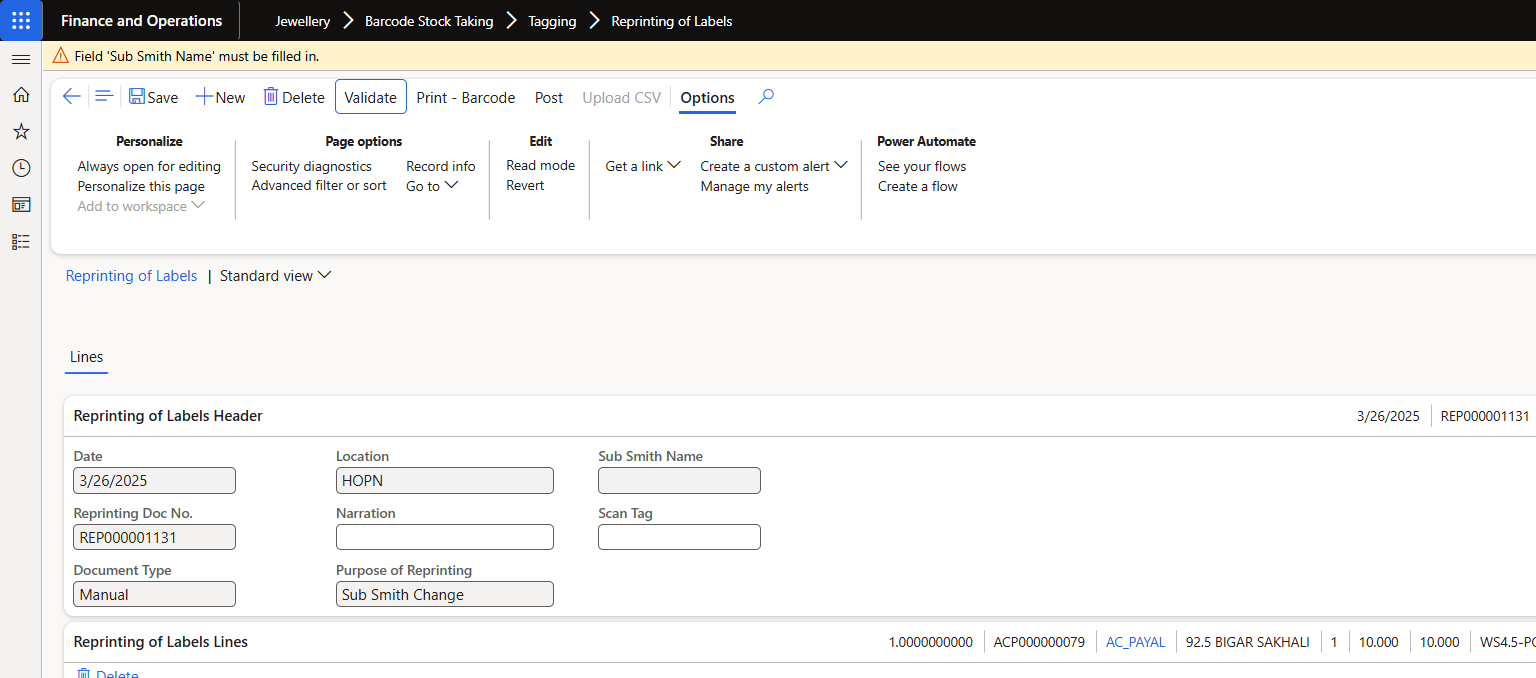 Finance and Operations Jewellery Barcode Stock Taking Tagging Reprinting of Labels
Field 'Sub Smith Name' must be filled in.
Save New Delete Validate Print - Barcode Post Upload CSV Options
Personalize Page options Edit Share Power Automate
Always open for editing Security diagnostics Record info Read mode Get a link Create a custom alert See your flows
Personalize this page Advanced filter or sort Go to Revert Manage my alerts Create a flow
Add to workspace
Reprinting of Labels | Standard view
Lines
Reprinting of Labels Header 3/26/2025 REP000001131
Date Location Sub Smith Name
3/26/2025 HOPN
Reprinting Doc No. Narration Scan Tag
REP000001131
Document Type Purpose of Reprinting
Manual Sub Smith Change
Reprinting of Labels Lines 1.0000000000 ACP000000079 AC_PAYAL 92.5 BIGAR SAKHALI 1 10.000 10.000 WS4.5-PC
Delete